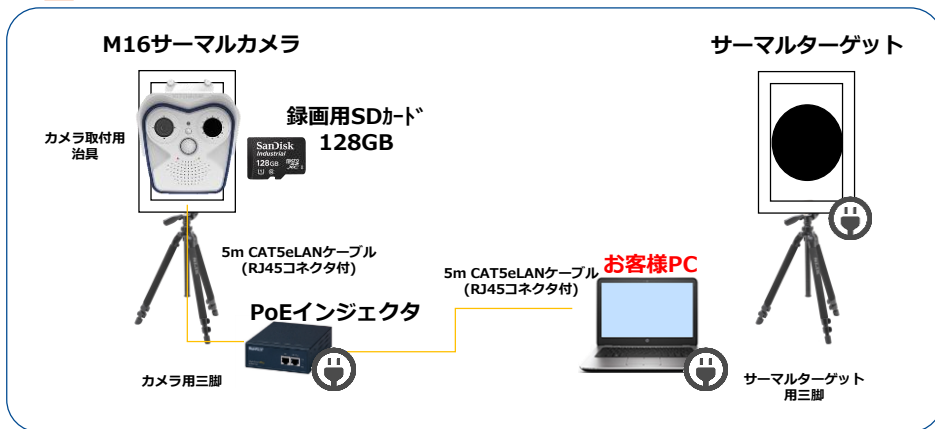 M16サーマルカメラ
サーマルターゲット
カメラ取付用
治具
録画用SDｶｰﾄﾞ
128GB
SanDisk
Industrial
128GB
5m CAT5eLANケーブル
(RJ45コネクタ付)
5m CAT5eLANケーブル
(RJ45コネクタ付)
お客様PC
PoEインジェクタ
カメラ用三脚
サーマルターゲット
用三脚